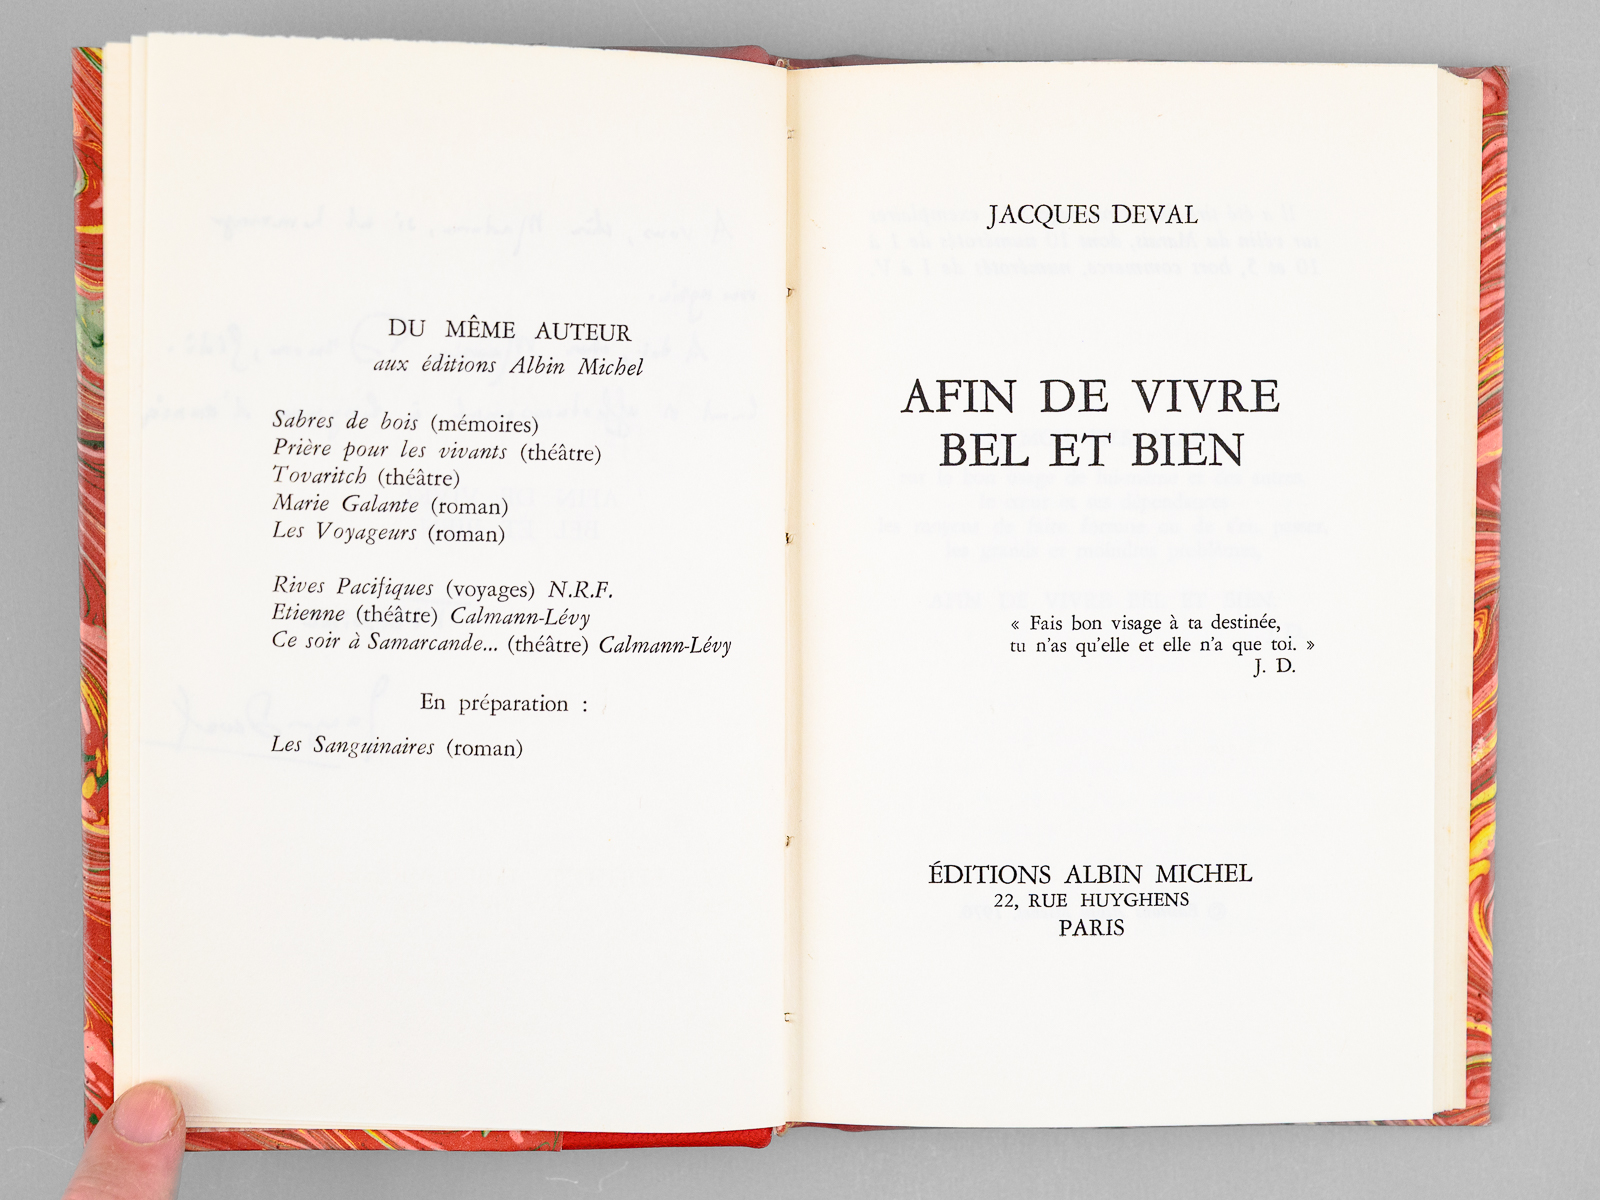 DU MÊME AUTEUR
aux éditions Albin Michel
Sabres de bois (mémoires)
Prière pour les vivants (théâtre)
Tovaritch (théâtre)
Marie Galante (roman)
Les Voyageurs (roman)
Rives Pacifiques (voyages) N.R.F.
Etienne (théâtre) Calmann-Lévy
Ce soir à Samarcande... (théâtre) Calmann-Lévy
En préparation :
Les Sanguinaires (roman)
JACQUES DEVAL
AFIN DE VIVRE
BEL ET BIEN
« Fais bon visage à ta destinée,
tu n'as qu'elle et elle n'a que toi. »
J. D.
ÉDITIONS ALBIN MICHEL
22, RUE HUYGHENS
PARIS